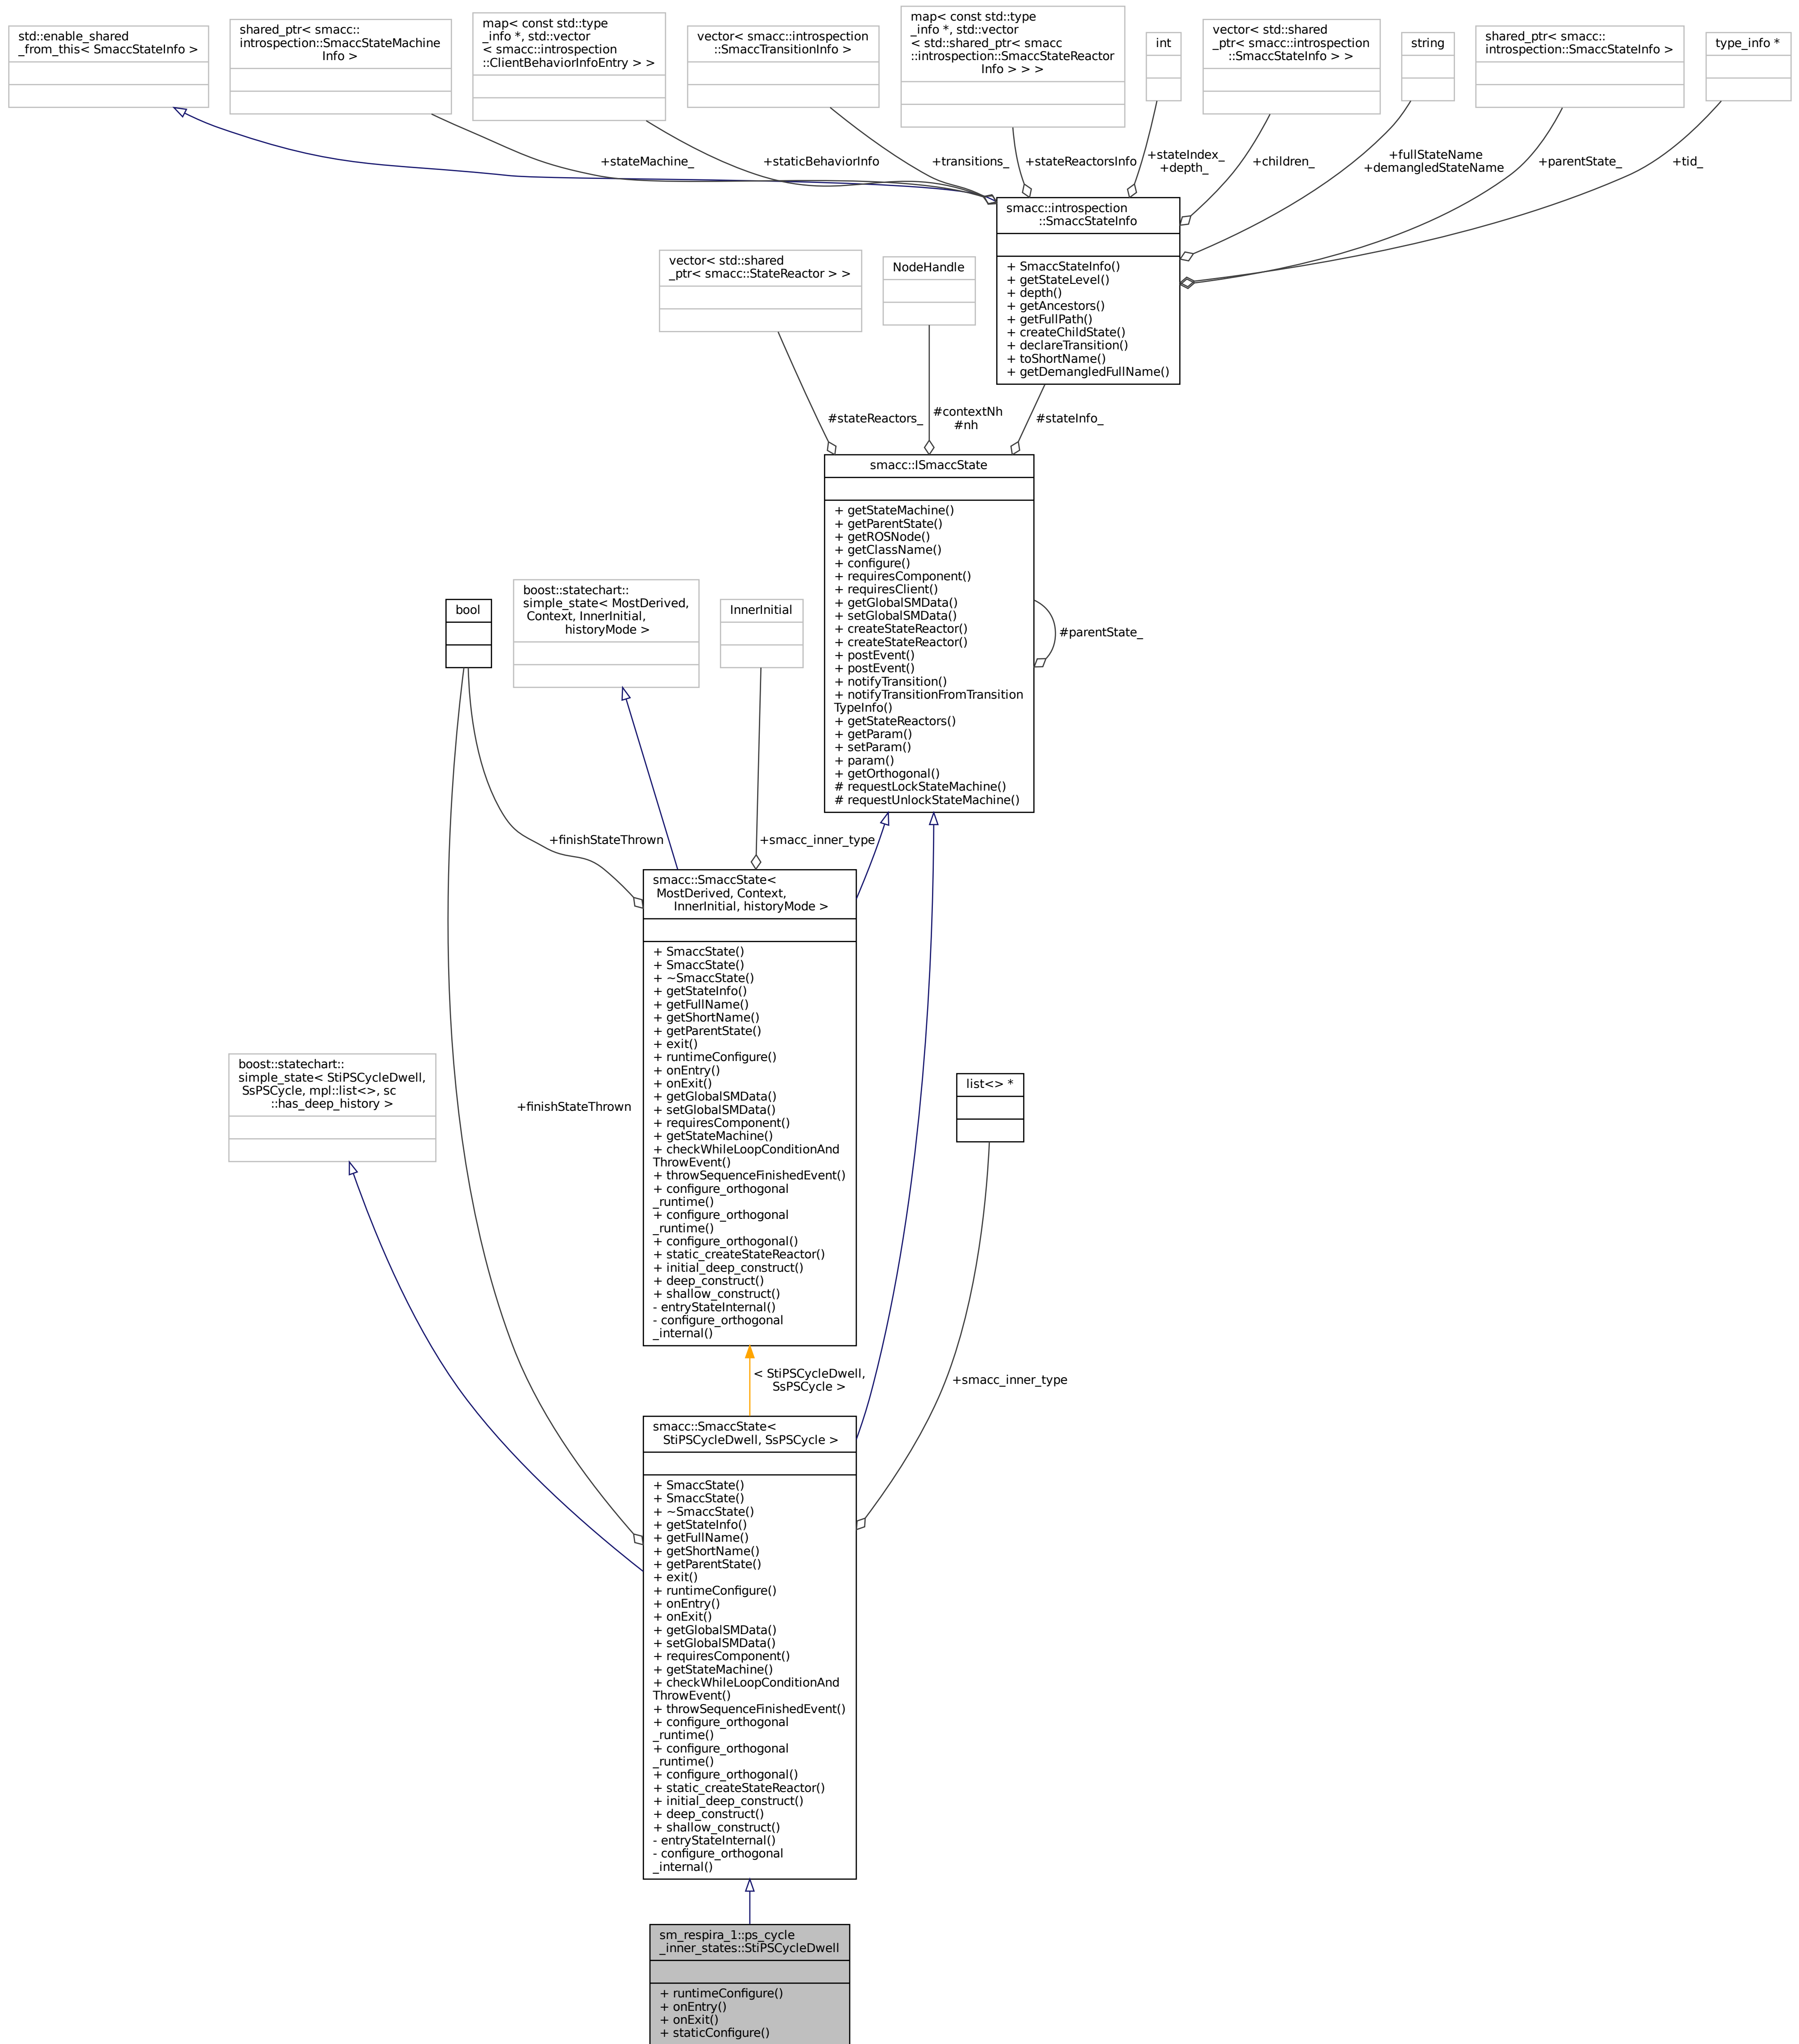 std::enable_shared
_from_this< SmaccStateInfo >
shared_ptr< smacc::
introspection::SmaccStateMachine
Info >
map< const std::type
_info *, std::vector
< smacc::introspection
::ClientBehaviorInfoEntry > >
vector< smacc::introspection
::SmaccTransitionInfo >
map< const std::type
_info *, std::vector
< std::shared_ptr< smacc
::introspection::SmaccStateReactor
Info > > >
int
vector< std::shared
_ptr< smacc::introspection
::SmaccStateInfo > >
string
shared_ptr< smacc::
introspection::SmaccStateInfo >
type_info *
+stateMachine_
+staticBehaviorInfo
+transitions_
+stateReactorsInfo
+stateIndex_
+depth_
+children_
+fullStateName
+demangledStateName
+parentState_
+tid_
smacc::introspection
::SmaccStateInfo
+ SmaccStateInfo()
+ getStateLevel()
+ depth()
+ getAncestors()
+ getFullPath()
+ createChildState()
+ declareTransition()
+ toShortName()
+ getDemangledFullName()
vector< std::shared
_ptr< smacc::StateReactor > >
NodeHandle
#stateReactors_
#contextNh
#nh
#stateInfo_
smacc::ISmaccState
+ getStateMachine()
+ getParentState()
+ getROSNode()
+ getClassName()
+ configure()
+ requiresComponent()
+ requiresClient()
+ getGlobalSMData()
+ setGlobalSMData()
+ createStateReactor()
+ createStateReactor()
+ postEvent()
+ postEvent()
+ notifyTransition()
+ notifyTransitionFromTransition
TypeInfo()
+ getStateReactors()
+ getParam()
+ setParam()
+ param()
+ getOrthogonal()
# requestLockStateMachine()
# requestUnlockStateMachine()
#parentState_
bool
boost::statechart::
simple_state< MostDerived,
Context, InnerInitial,
historyMode >
InnerInitial
+finishStateThrown
+smacc_inner_type
smacc::SmaccState<
MostDerived, Context,
InnerInitial, historyMode >
+ SmaccState()
+ SmaccState()
+ ~SmaccState()
+ getStateInfo()
+ getFullName()
+ getShortName()
+ getParentState()
+ exit()
+ runtimeConfigure()
+ onEntry()
+ onExit()
+ getGlobalSMData()
+ setGlobalSMData()
+ requiresComponent()
+ getStateMachine()
+ checkWhileLoopConditionAnd
ThrowEvent()
+ throwSequenceFinishedEvent()
+ configure_orthogonal
_runtime()
+ configure_orthogonal
_runtime()
+ configure_orthogonal()
+ static_createStateReactor()
+ initial_deep_construct()
+ deep_construct()
+ shallow_construct()
- entryStateInternal()
- configure_orthogonal
_internal()
boost::statechart::
simple_state< StiPSCycleDwell,
SsPSCycle, mpl::list<>, sc
::has_deep_history >
+finishStateThrown
list<> *
< StiPSCycleDwell,
SsPSCycle >
+smacc_inner_type
smacc::SmaccState<
StiPSCycleDwell, SsPSCycle >
+ SmaccState()
+ SmaccState()
+ ~SmaccState()
+ getStateInfo()
+ getFullName()
+ getShortName()
+ getParentState()
+ exit()
+ runtimeConfigure()
+ onEntry()
+ onExit()
+ getGlobalSMData()
+ setGlobalSMData()
+ requiresComponent()
+ getStateMachine()
+ checkWhileLoopConditionAnd
ThrowEvent()
+ throwSequenceFinishedEvent()
+ configure_orthogonal
_runtime()
+ configure_orthogonal
_runtime()
+ configure_orthogonal()
+ static_createStateReactor()
+ initial_deep_construct()
+ deep_construct()
+ shallow_construct()
- entryStateInternal()
- configure_orthogonal
_internal()
sm_respira_1::ps_cycle
_inner_states::StiPSCycleDwell
+ runtimeConfigure()
+ onEntry()
+ onExit()
+ staticConfigure()